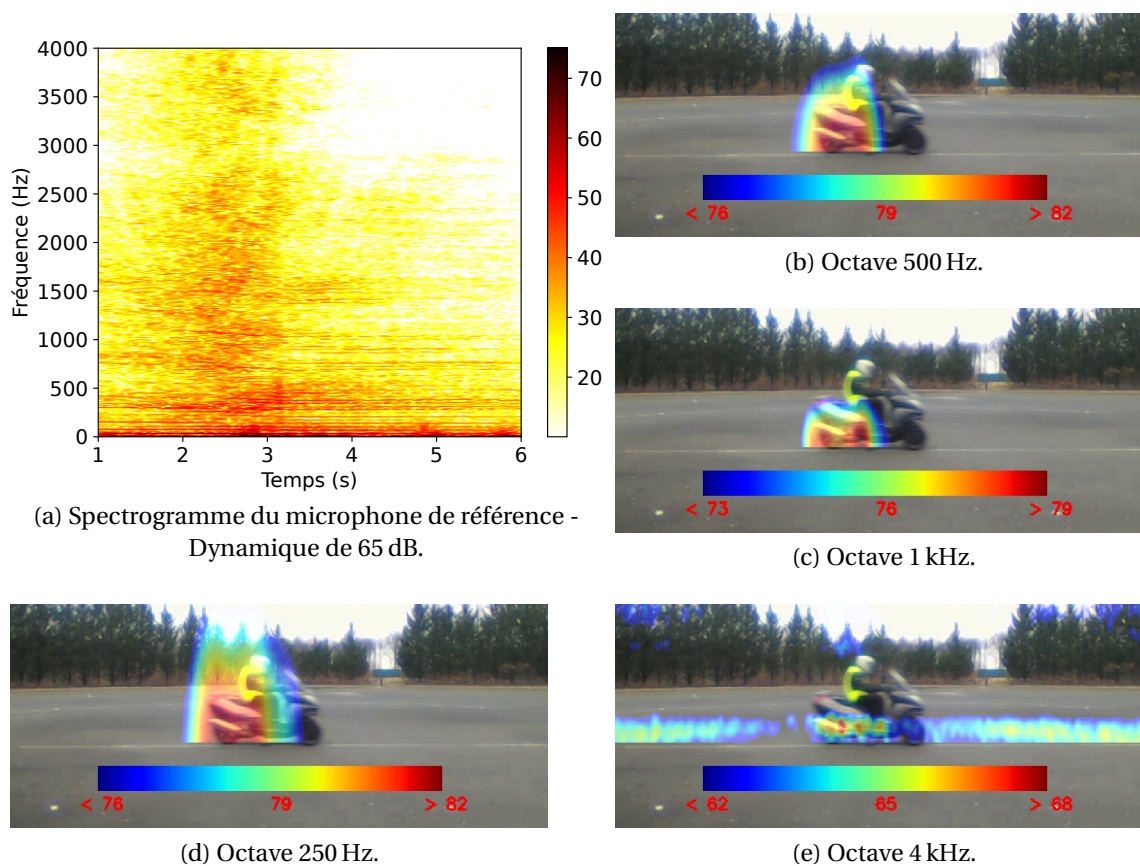 4000
3500
3000
2500
2000
1500
1000
500
0
Fréquence (Hz)
1 2 3 4 5 6
Temps (s)
70
60
50
40
30
20
(a) Spectrogramme du microphone de référence -
Dynamique de 65 dB.
< 76 79 > 82
(b) Octave 500 Hz.
< 73 76 > 79
(c) Octave 1 kHz.
< 76 79 > 82
(d) Octave 250 Hz.
< 62 65 > 68
(e) Octave 4 kHz.